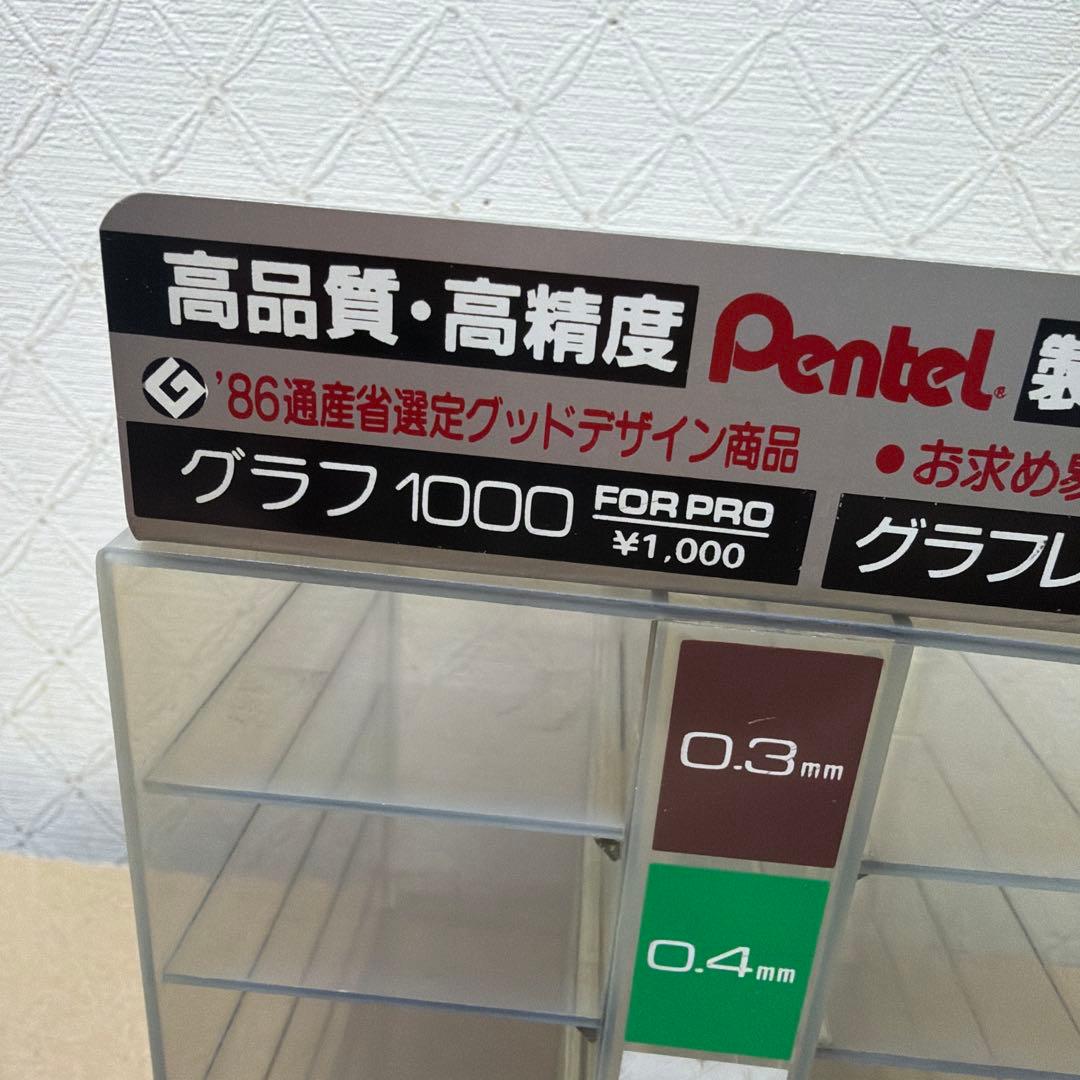 高品質・高精度 Pentel® 製
'86通産省選定グッドデザイン商品 ●お求め易
グラフ1000 FOR PRO ¥1,000 グラフレ
0.3mm
0.4mm